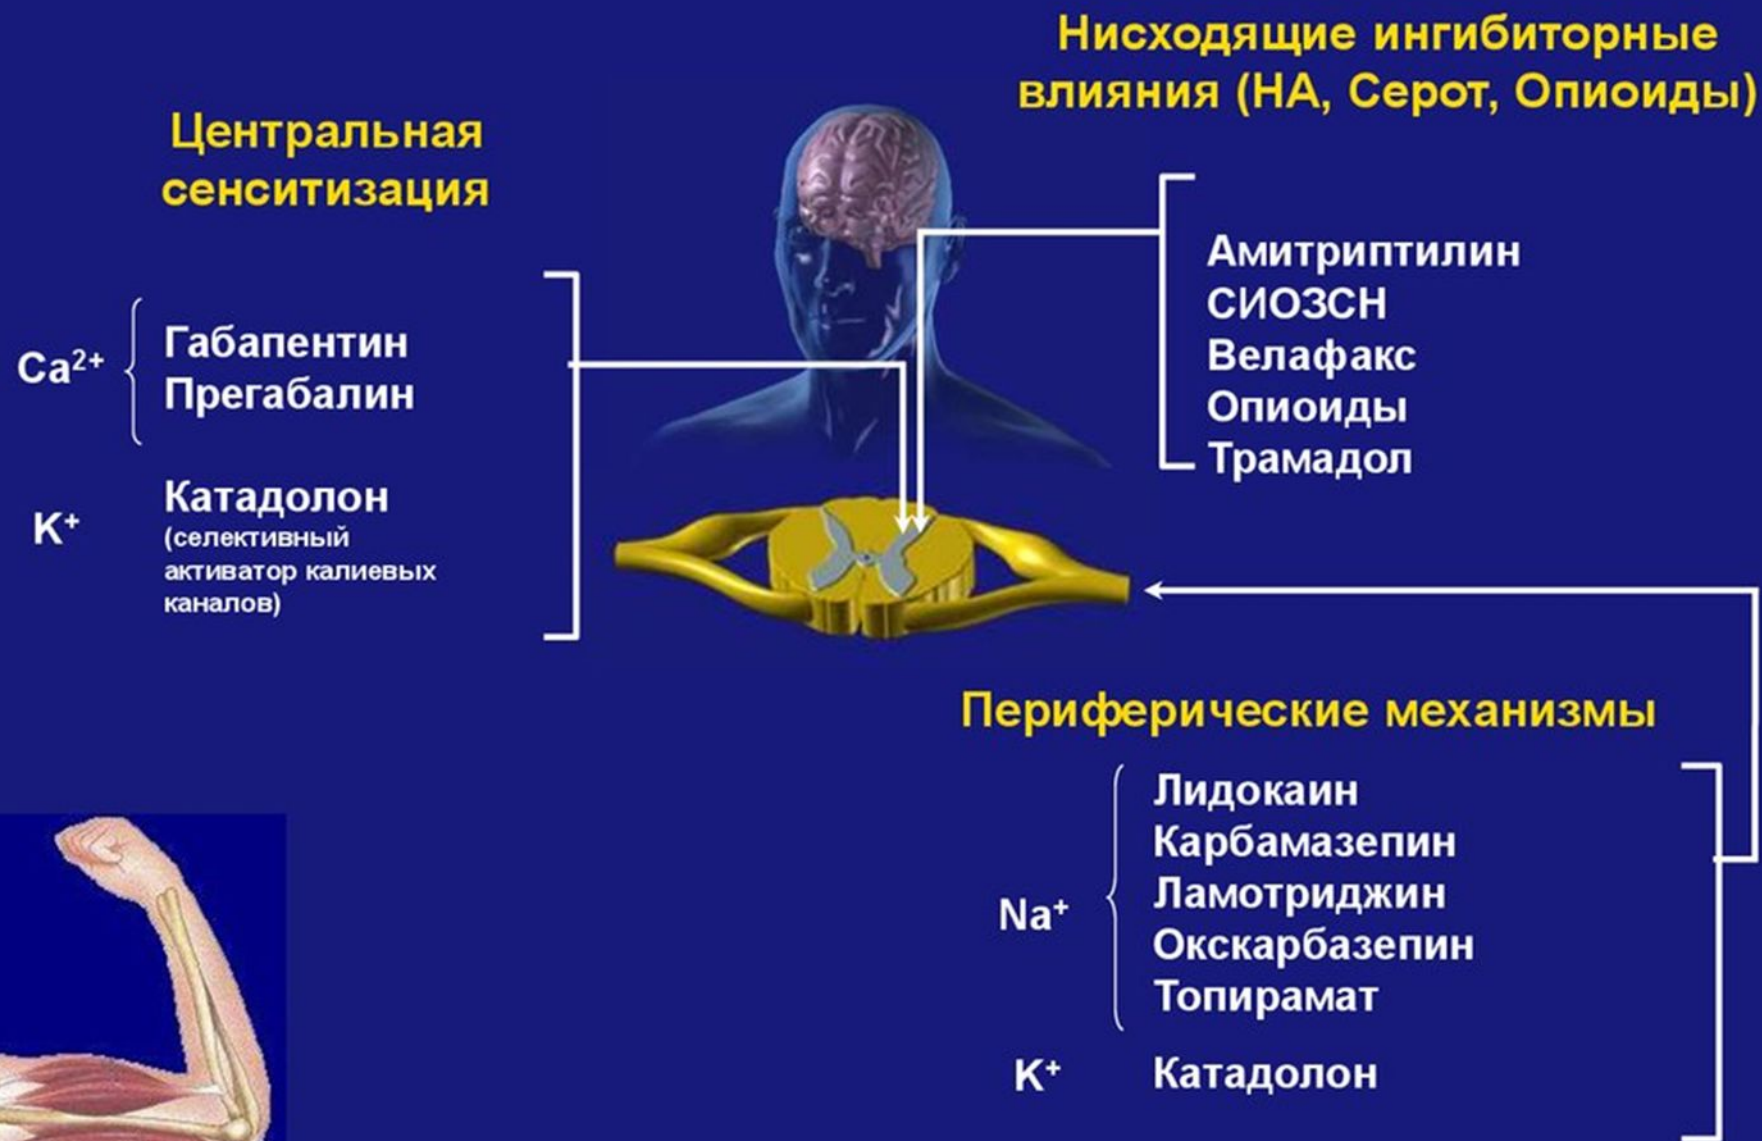 Нисходящие ингибиторные
влияния (НА, Серот, Опиоиды)
Центральная
сенситизация
Ca²⁺
Габапентин
Прегабалин
K⁺
Катадолон
(селективный
активатор калиевых
каналов)
Амитриптилин
СИОЗСН
Велафакс
Опиоиды
Трамадол
Периферические механизмы
Na⁺
Лидокаин
Карбамазепин
Ламотриджин
Окскарбазепин
Топирамат
K⁺
Катадолон